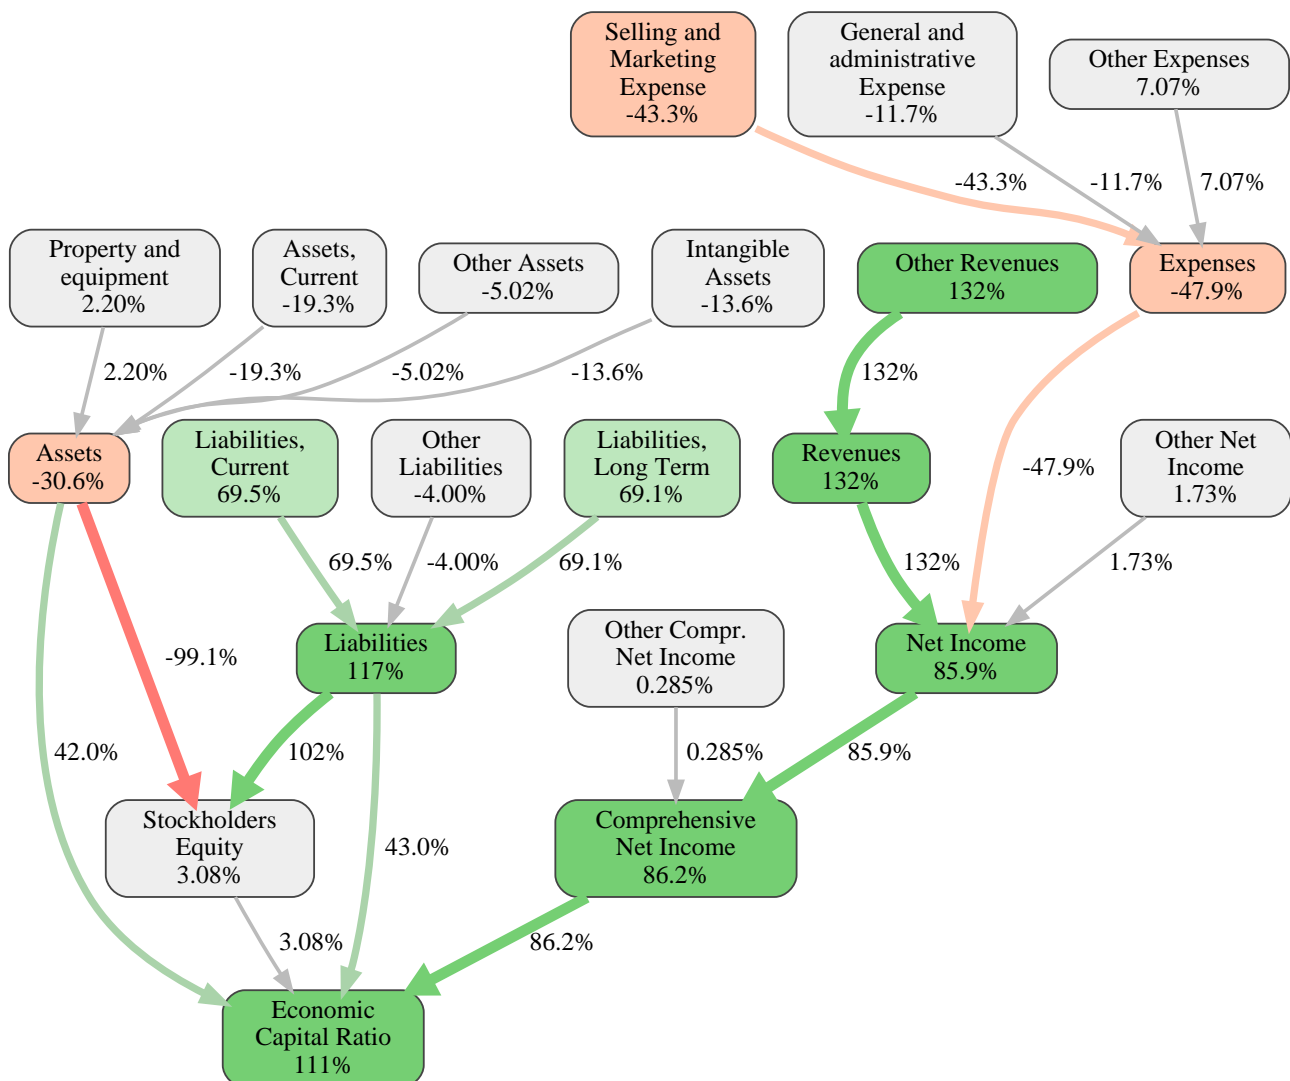 Selling and
Marketing
Expense
-43.3%
General and
administrative
Expense
-11.7%
Other Expenses
7.07%
-43.3%
-11.7%
7.07%
Property and
equipment
2.20%
Assets,
Current
-19.3%
Other Assets
-5.02%
Intangible
Assets
-13.6%
Other Revenues
132%
Expenses
-47.9%
2.20%
-19.3%
-5.02%
-13.6%
132%
Assets
-30.6%
Liabilities,
Current
69.5%
Other
Liabilities
-4.00%
Liabilities,
Long Term
69.1%
Revenues
132%
-47.9%
Other Net
Income
1.73%
69.5%
-4.00%
69.1%
132%
1.73%
-99.1%
Liabilities
117%
Other Compr.
Net Income
0.285%
Net Income
85.9%
42.0%
102%
0.285%
85.9%
Stockholders
Equity
3.08%
43.0%
Comprehensive
Net Income
86.2%
3.08%
86.2%
Economic
Capital Ratio
111%